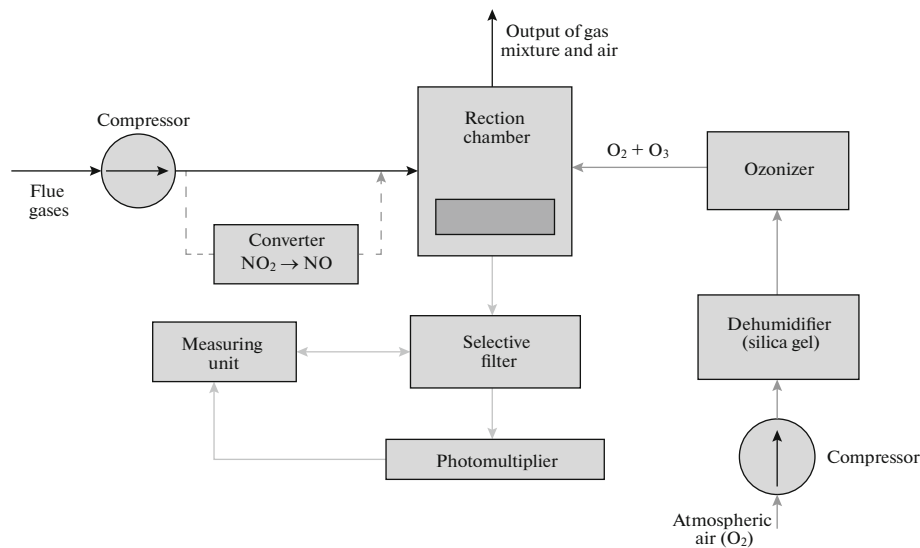 Output of gas
mixture and air
Compressor
Rection
chamber
O₂ + O₃
Ozonizer
Flue
gases
Converter
NO₂ → NO
Dehumidifier
(silica gel)
Measuring
unit
Selective
filter
Photomultiplier
Compressor
Atmospheric
air (O₂)